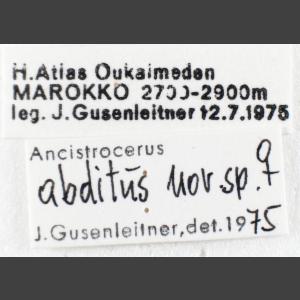 H.Atlas Oukaimeden
MAROKKO 2700-2900m
leg. J.Gusenleitner 12.7.1975
Ancistrocerus
abditus nov.sp. ♀
J.Gusenleitner,det.1975